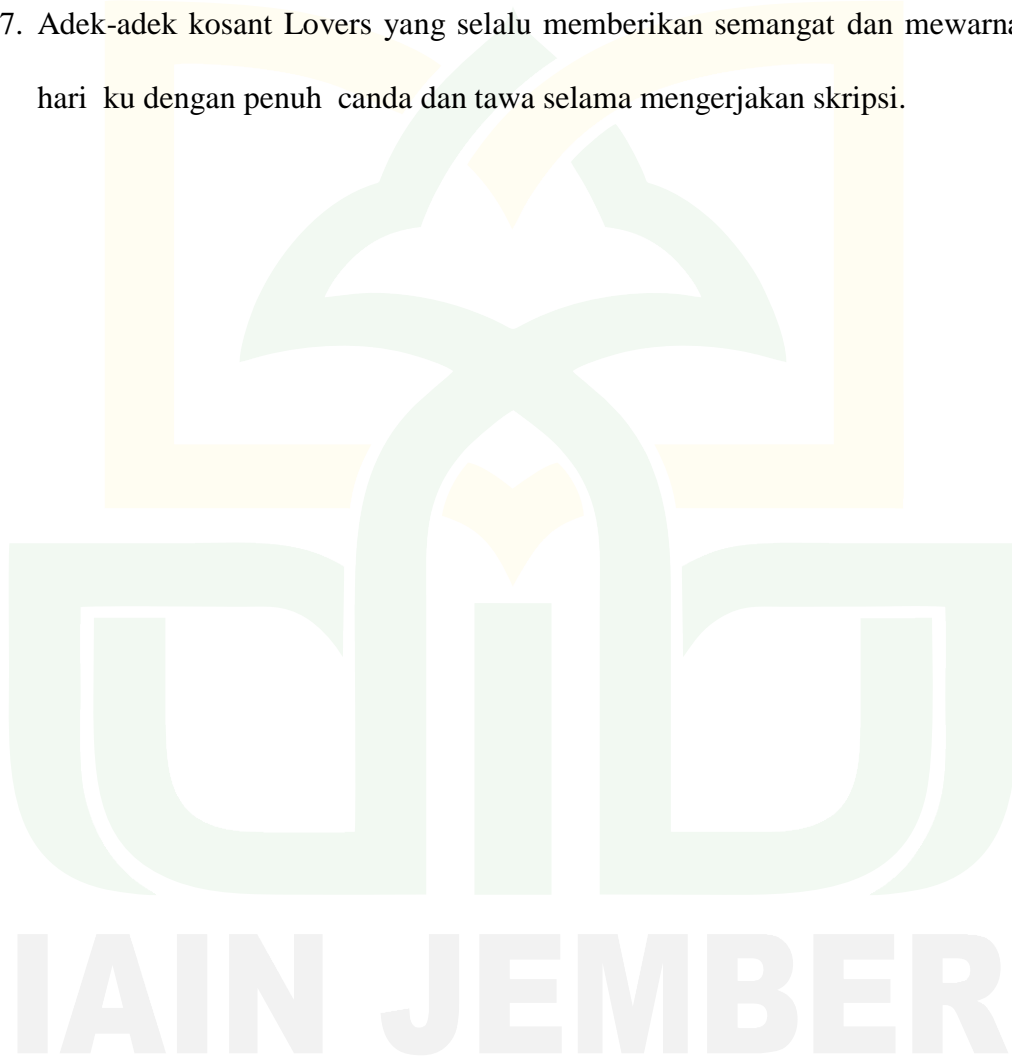 7. Adek-adek kosant Lovers yang selalu memberikan semangat dan mewarna
hari ku dengan penuh canda dan tawa selama mengerjakan skripsi.
IAIN JEMBER